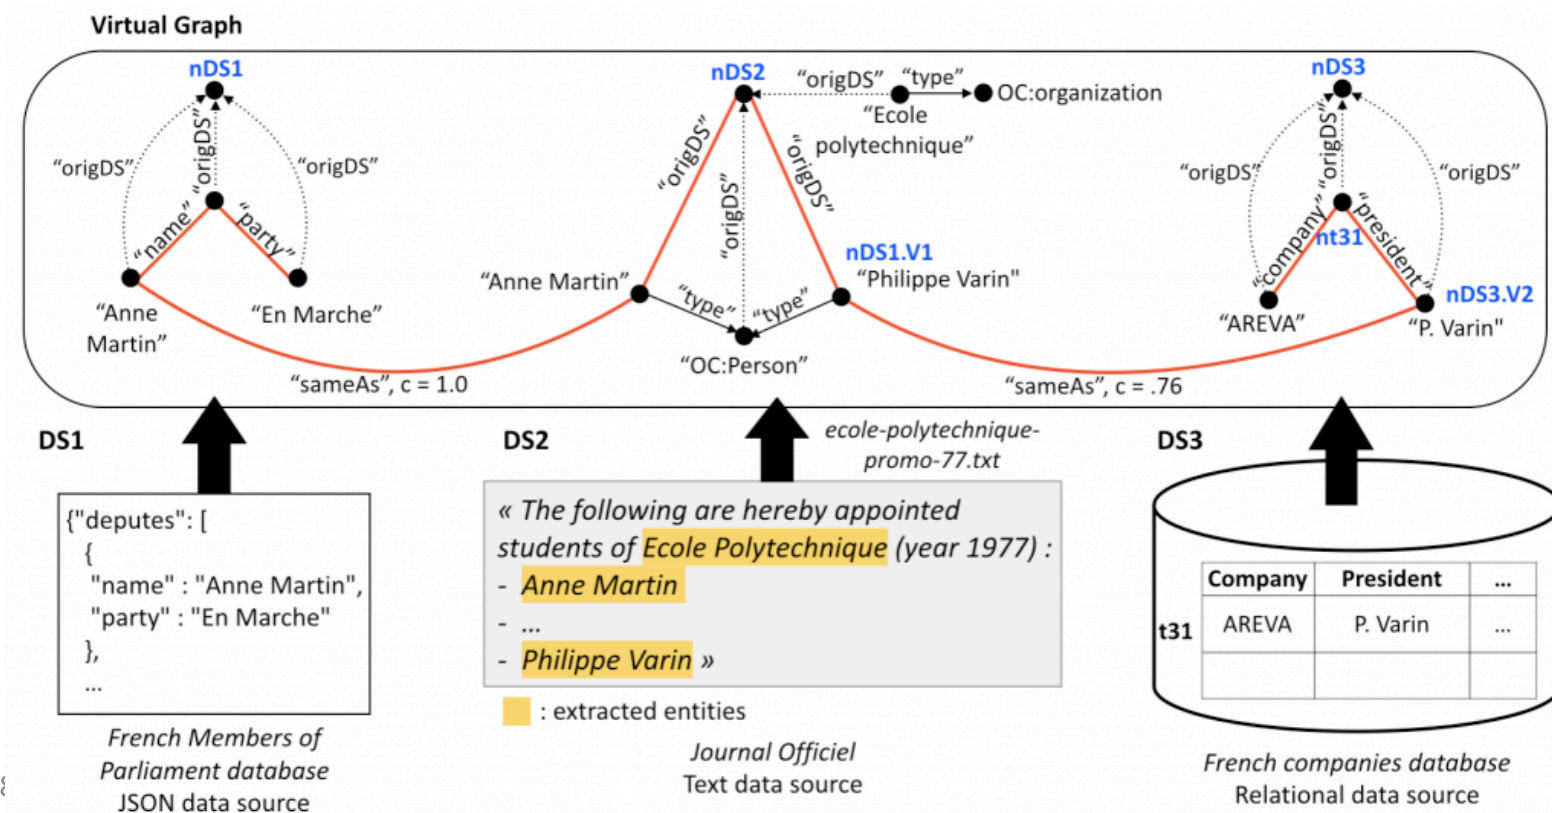 Virtual Graph
nDS1
nDS2
nDS3
“origDS”
“type”
OC:organization
“Ecole
polytechnique”
“origDS”
“origDS”
“origDS”
“name”
“party”
“Anne
Martin”
“En Marche”
“origDS”
“origDS”
“origDS”
“Anne Martin”
nDS1.V1
“Philippe Varin"
“type”
“type”
“OC:Person”
“origDS”
“origDS”
“origDS”
“company”
nt31
“president”
nDS3.V2
“AREVA”
“P. Varin"
“sameAs”, c = 1.0
“sameAs”, c = .76
DS1
DS2
ecole-polytechnique-
promo-77.txt
DS3
{"deputes": [
{
"name" : "Anne Martin",
"party" : "En Marche"
},
...
French Members of
Parliament database
JSON data source
« The following are hereby appointed
students of Ecole Polytechnique (year 1977) :
- Anne Martin
- ...
- Philippe Varin »
: extracted entities
Journal Officiel
Text data source
Company President ...
t31 AREVA P. Varin ...
French companies database
Relational data source